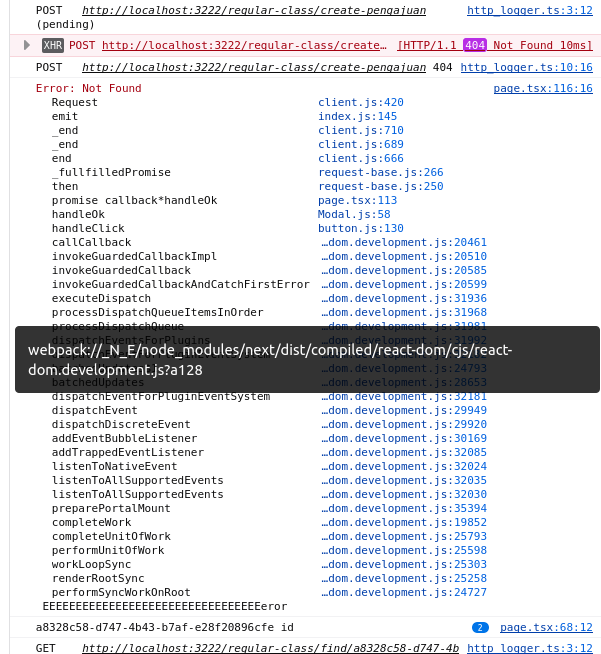 POST http://localhost:3222/regular-class/create-pengajuan http_logger.ts:3:12
(pending)
XHR POST http://localhost:3222/regular-class/create… [HTTP/1.1 404 Not Found 10ms]
POST http://localhost:3222/regular-class/create-pengajuan 404 http_logger.ts:10:16
Error: Not Found page.tsx:116:16
Request client.js:420
emit index.js:145
_end client.js:710
_end client.js:689
end client.js:666
_fullfilledPromise request-base.js:266
then request-base.js:250
promise callback*handleOk page.tsx:113
handleOk Modal.js:58
handleClick button.js:130
callCallback …dom.development.js:20461
invokeGuardedCallbackImpl …dom.development.js:20510
invokeGuardedCallback …dom.development.js:20585
invokeGuardedCallbackAndCatchFirstError …dom.development.js:20599
executeDispatch …dom.development.js:31936
processDispatchQueueItemsInOrder …dom.development.js:31968
processDispatchQueue …dom.development.js:31981
dispatchEventsForPlugins …dom.development.js:31992
webpack://_N_E/node_modules/next/dist/compiled/react-dom/cjs/react-
dom.development.js?a128
…dom.development.js:24793
batchedUpdates …dom.development.js:28653
dispatchEventForPluginEventSystem …dom.development.js:32181
dispatchEvent …dom.development.js:29949
dispatchDiscreteEvent …dom.development.js:29920
addEventBubbleListener …dom.development.js:30169
addTrappedEventListener …dom.development.js:32085
listenToNativeEvent …dom.development.js:32024
listenToAllSupportedEvents …dom.development.js:32035
listenToAllSupportedEvents …dom.development.js:32030
preparePortalMount …dom.development.js:35394
completeWork …dom.development.js:19852
completeUnitOfWork …dom.development.js:25793
performUnitOfWork …dom.development.js:25598
workLoopSync …dom.development.js:25303
renderRootSync …dom.development.js:25258
performSyncWorkOnRoot …dom.development.js:24727
EEEEEEEEEEEEEEEEEEEEEEEEEEEEEEEEEeror
a8328c58-d747-4b43-b7af-e28f20896cfe id 2 page.tsx:68:12
GET http://localhost:3222/regular-class/find/a8328c58-d747-4b http_logger.ts:3:12